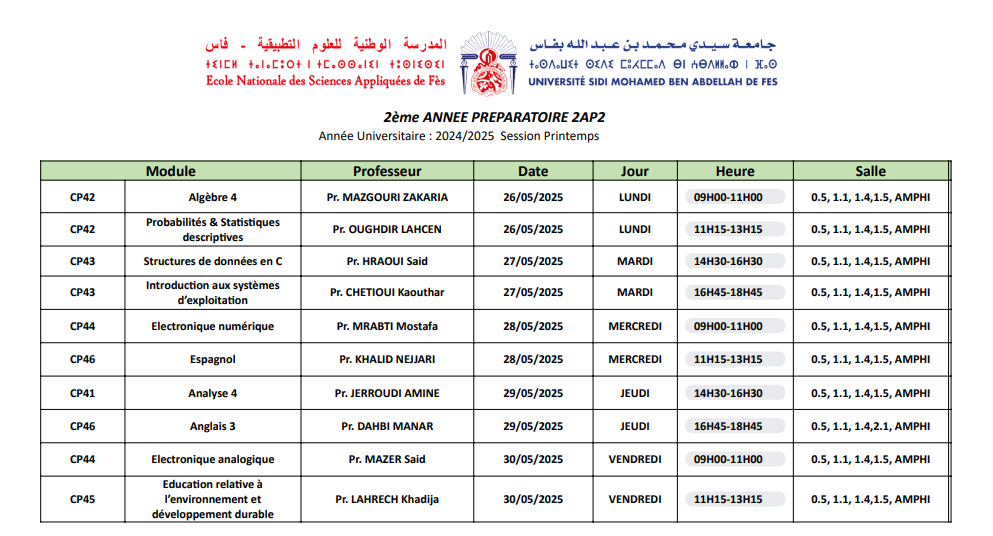 المدرسة الوطنية للعلوم التطبيقية - فاس
جامعة سيدي محمد بن عبد الله بفاس
Ecole Nationale des Sciences Appliquées de Fès
UNIVERSITÉ SIDI MOHAMED BEN ABDELLAH DE FES
2ème ANNEE PREPARATOIRE 2AP2
Année Universitaire : 2024/2025 Session Printemps
Module Professeur Date Jour Heure Salle
CP42 Algèbre 4 Pr. MAZGOURI ZAKARIA 26/05/2025 LUNDI 09H00-11H00 0.5, 1.1, 1.4,1.5, AMPHI
CP42 Probabilités & Statistiques
descriptives Pr. OUGHDIR LAHCEN 26/05/2025 LUNDI 11H15-13H15 0.5, 1.1, 1.4,1.5, AMPHI
CP43 Structures de données en C Pr. HRAOUI Said 27/05/2025 MARDI 14H30-16H30 0.5, 1.1, 1.4,1.5, AMPHI
CP43 Introduction aux systèmes
d’exploitation Pr. CHETIOUI Kaouthar 27/05/2025 MARDI 16H45-18H45 0.5, 1.1, 1.4,1.5, AMPHI
CP44 Electronique numérique Pr. MRABTI Mostafa 28/05/2025 MERCREDI 09H00-11H00 0.5, 1.1, 1.4,1.5, AMPHI
CP46 Espagnol Pr. KHALID NEJJARI 28/05/2025 MERCREDI 11H15-13H15 0.5, 1.1, 1.4,1.5, AMPHI
CP41 Analyse 4 Pr. JERROUDI AMINE 29/05/2025 JEUDI 14H30-16H30 0.5, 1.1, 1.4,1.5, AMPHI
CP46 Anglais 3 Pr. DAHBI MANAR 29/05/2025 JEUDI 16H45-18H45 0.5, 1.1, 1.4,2.1, AMPHI
CP44 Electronique analogique Pr. MAZER Said 30/05/2025 VENDREDI 09H00-11H00 0.5, 1.1, 1.4,1.5, AMPHI
CP45 Education relative à
l’environnement et
développement durable Pr. LAHRECH Khadija 30/05/2025 VENDREDI 11H15-13H15 0.5, 1.1, 1.4,1.5, AMPHI